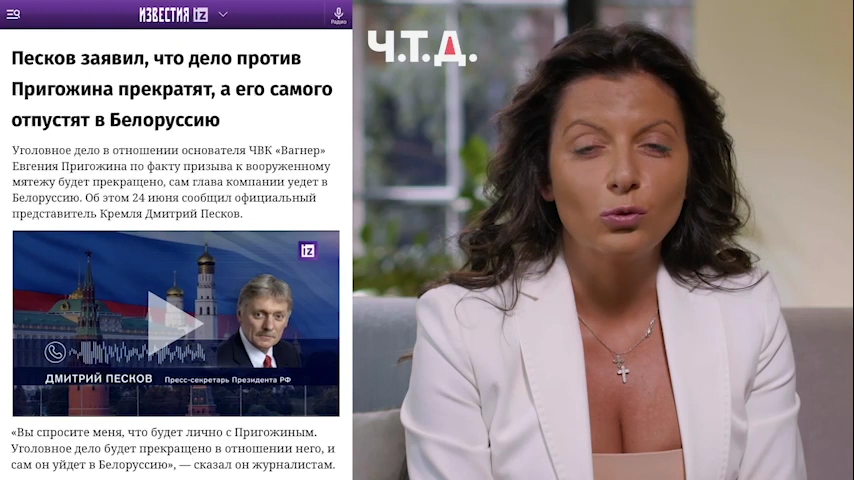 ИЗВЕСТИЯ iz
Радио
Песков заявил, что дело против
Пригожина прекратят, а его самого
отпустят в Белоруссию
Уголовное дело в отношении основателя ЧВК «Вагнер»
Евгения Пригожина по факту призыва к вооруженному
мятежу будет прекращено, сам глава компании уедет в
Белоруссию. Об этом 24 июня сообщил официальный
представитель Кремля Дмитрий Песков.
iz
ДМИТРИЙ ПЕСКОВ Пресс-секретарь Президента РФ
«Вы спросите меня, что будет лично с Пригожиным.
Уголовное дело будет прекращено в отношении него, и
сам он уйдет в Белоруссию», — сказал он журналистам.
Ч.Т.Д.